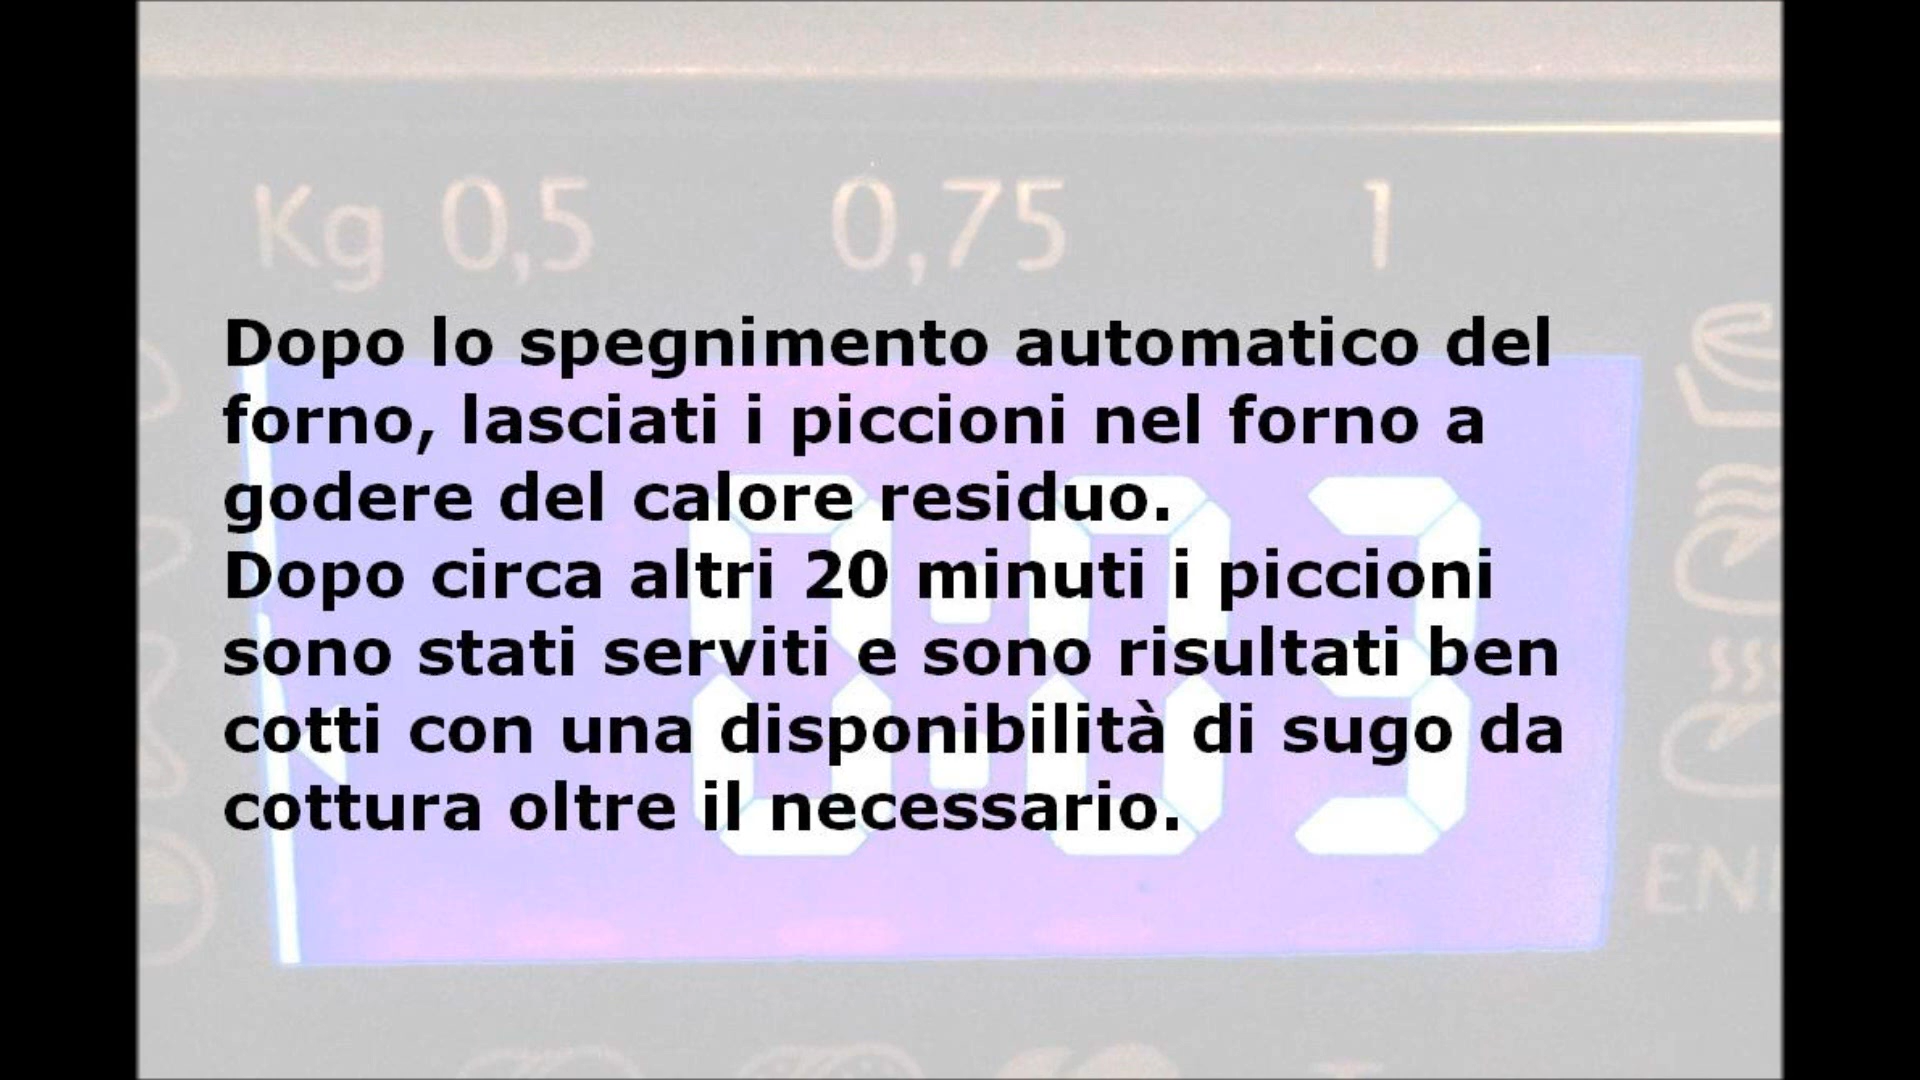 Kg 0,5 0,75 1
Dopo lo spegnimento automatico del
forno, lasciati i piccioni nel forno a
godere del calore residuo.
Dopo circa altri 20 minuti i piccioni
sono stati serviti e sono risultati ben
cotti con una disponibilità di sugo da
cottura oltre il necessario.
0:03